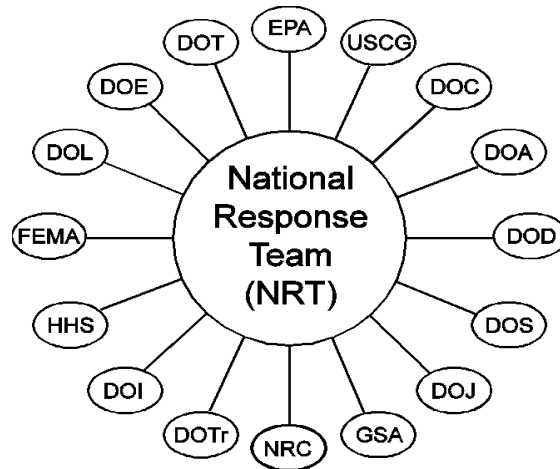 EPA
USCG
DOC
DOA
DOD
DOS
DOJ
GSA
NRC
DOTr
DOI
HHS
FEMA
DOL
DOE
DOT
National
Response
Team
(NRT)